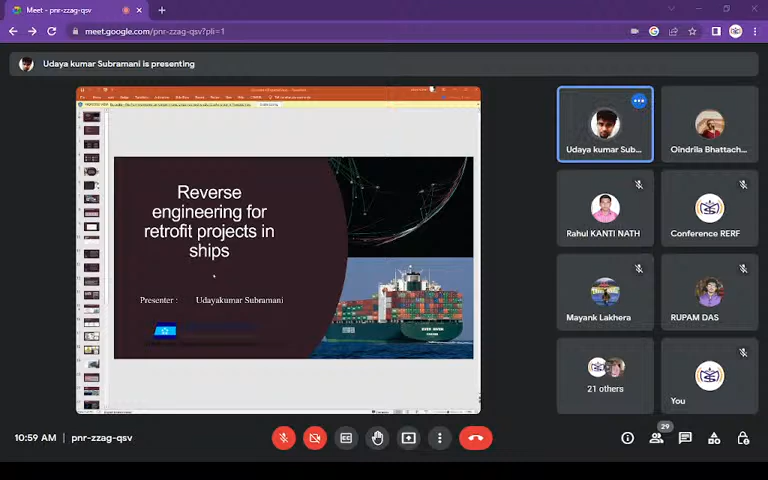 Meet - pnr-zzag-qsv
meet.google.com/pnr-zzag-qsv?pli=1
Udaya kumar Subramani is presenting
Reverse
engineering for
retrofit projects in
ships
Presenter : Udayakumar Subramani
Udaya kumar Sub...
Oindrila Bhattach...
Rahul KANTI NATH
Conference RERF
Mayank Lakhera
RUPAM DAS
21 others
You
29
10:59 AM | pnr-zzag-qsv